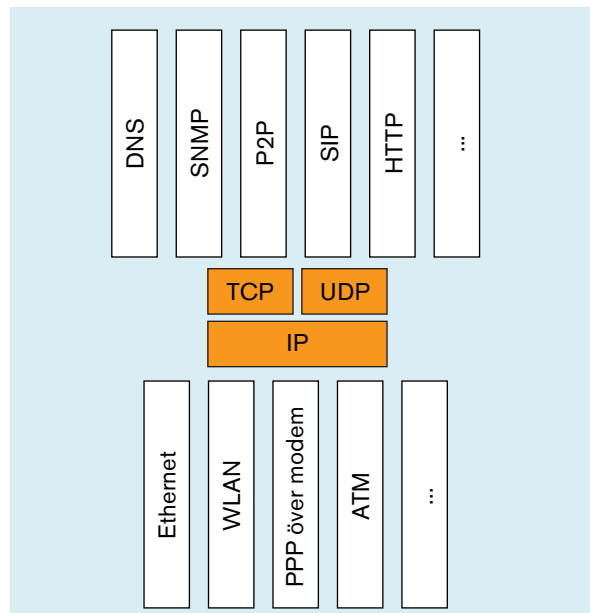 DNS
SNMP
P2P
SIP
HTTP
...
TCP
UDP
IP
Ethernet
WLAN
PPP över modem
ATM
...